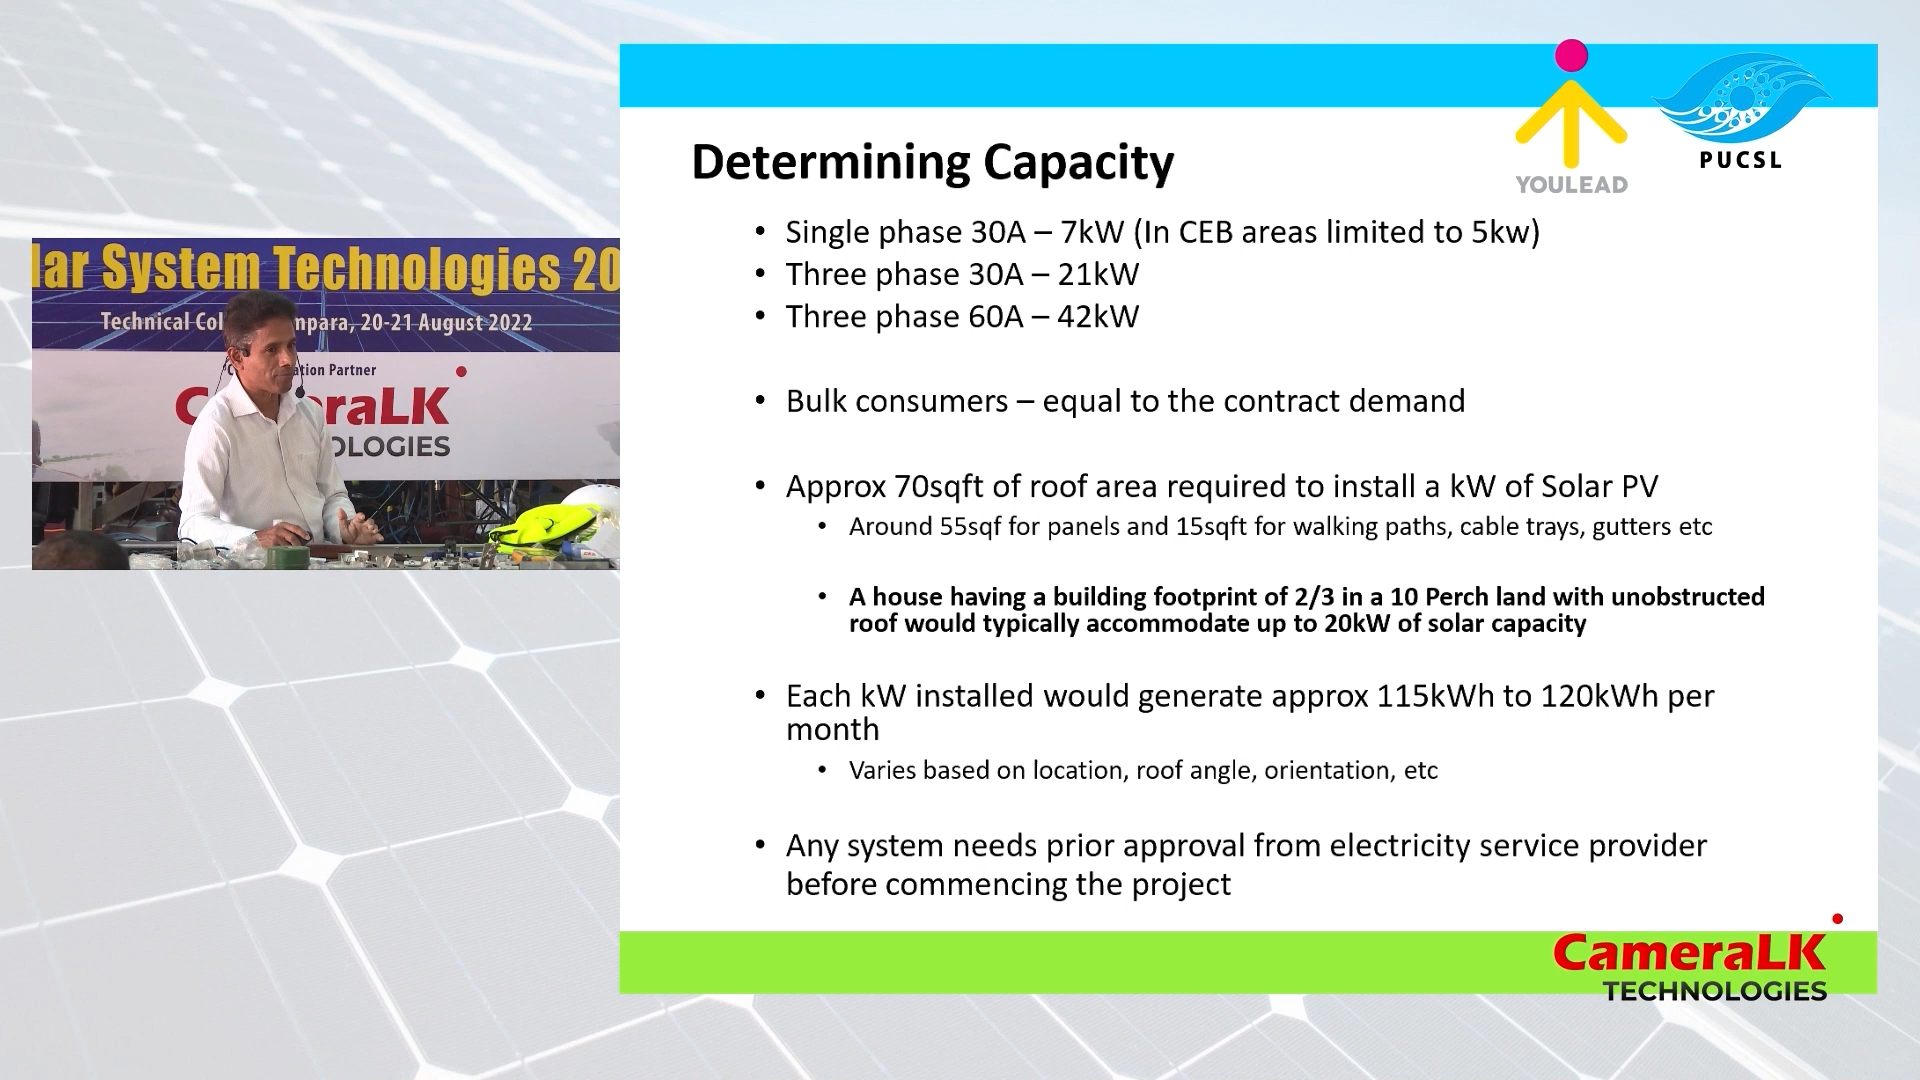 YOULEAD
PUCSL
Determining Capacity
• Single phase 30A – 7kW (In CEB areas limited to 5kw)
• Three phase 30A – 21kW
• Three phase 60A – 42kW
• Bulk consumers – equal to the contract demand
• Approx 70sqft of roof area required to install a kW of Solar PV
• Around 55sqf for panels and 15sqft for walking paths, cable trays, gutters etc
• A house having a building footprint of 2/3 in a 10 Perch land with unobstructed
roof would typically accommodate up to 20kW of solar capacity
• Each kW installed would generate approx 115kWh to 120kWh per
month
• Varies based on location, roof angle, orientation, etc
• Any system needs prior approval from electricity service provider
before commencing the project
CameraLK
TECHNOLOGIES
lar System Technologies 20
Technical Col mpara, 20-21 August 2022
ation Partner
C eraLK
OLOGIES